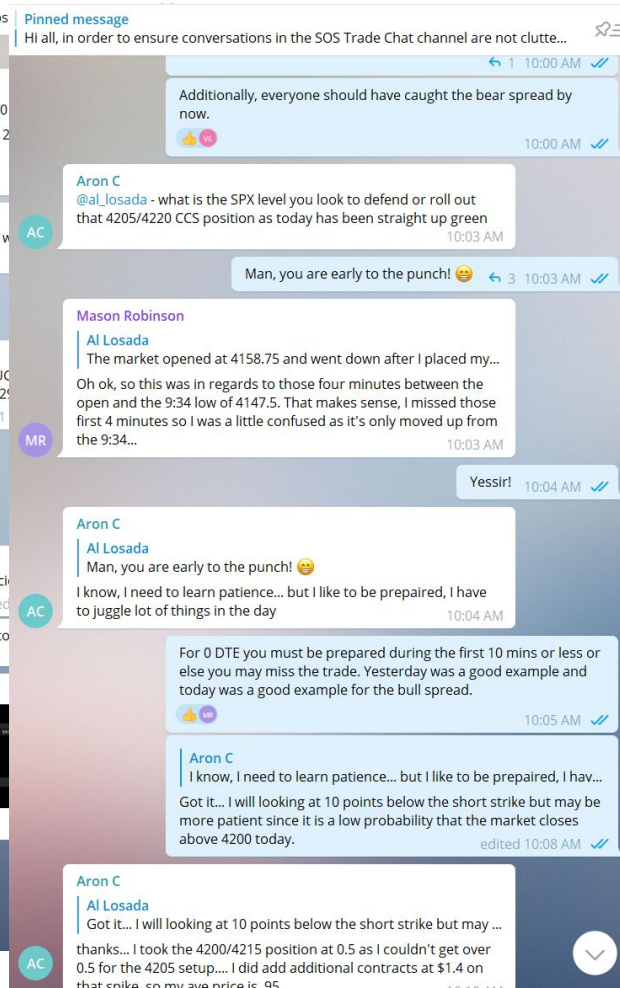 Pinned message
Hi all, in order to ensure conversations in the SOS Trade Chat channel are not clutte...
1 10:00 AM
Additionally, everyone should have caught the bear spread by
now.
👍 VS
10:00 AM
Aron C
@al_losada - what is the SPX level you look to defend or roll out
that 4205/4220 CCS position as today has been straight up green
AC
10:03 AM
Man, you are early to the punch! 😁 3 10:03 AM
Mason Robinson
Al Losada
The market opened at 4158.75 and went down after I placed my...
Oh ok, so this was in regards to those four minutes between the
open and the 9:34 low of 4147.5. That makes sense, I missed those
first 4 minutes so I was a little confused as it's only moved up from
the 9:34...
MR
10:03 AM
Yessir! 10:04 AM
Aron C
Al Losada
Man, you are early to the punch! 😁
I know, I need to learn patience... but I like to be prepaired, I have
to juggle lot of things in the day
AC
10:04 AM
For 0 DTE you must be prepared during the first 10 mins or less or
else you may miss the trade. Yesterday was a good example and
today was a good example for the bull spread.
👍 MR
10:05 AM
Aron C
I know, I need to learn patience... but I like to be prepaired, I hav...
Got it... I will looking at 10 points below the short strike but may be
more patient since it is a low probability that the market closes
above 4200 today.
edited 10:08 AM
Aron C
Al Losada
Got it... I will looking at 10 points below the short strike but may ...
thanks... I took the 4200/4215 position at 0.5 as I couldn't get over
0.5 for the 4205 setup.... I did add additional contracts at $1.4 on
that spike, so my ave price is .95
AC